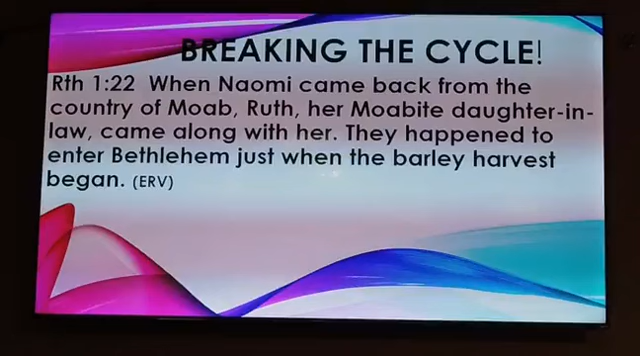 BREAKING THE CYCLE!
Rth 1:22 When Naomi came back from the
country of Moab, Ruth, her Moabite daughter-in-
law, came along with her. They happened to
enter Bethlehem just when the barley harvest
began. (ERV)